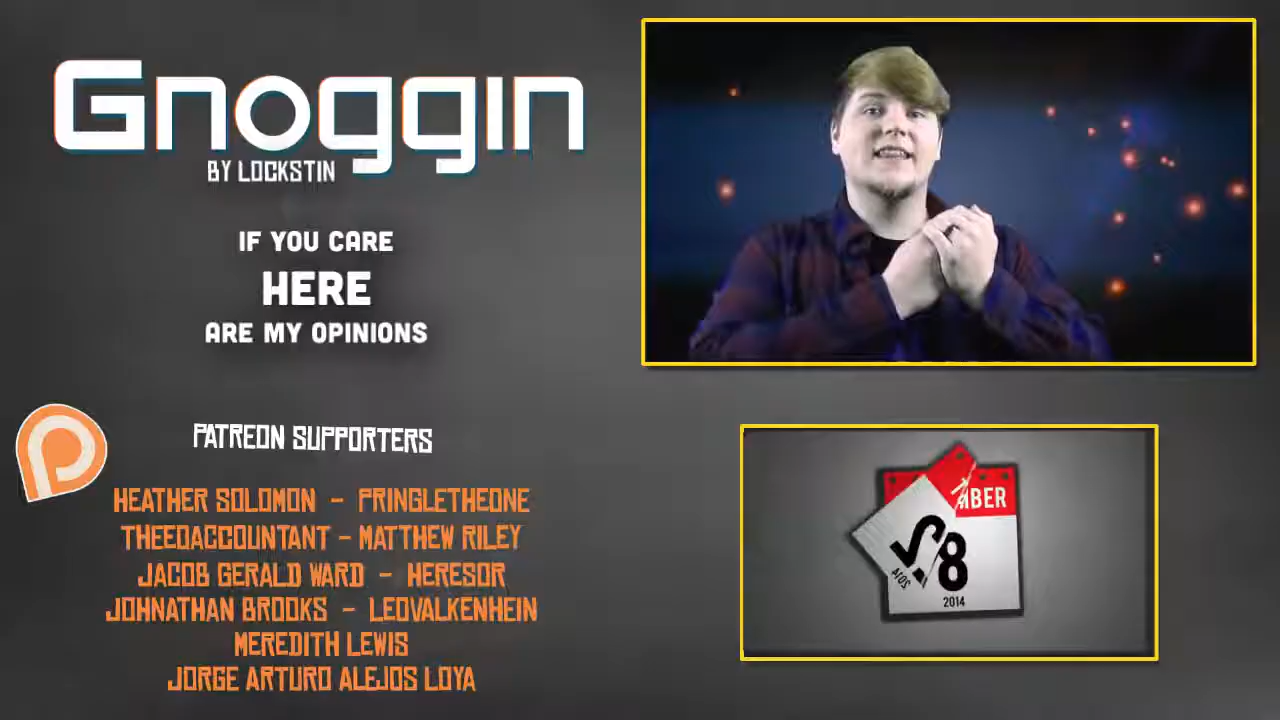 Gnoggin
BY LOCKSTIN
IF YOU CARE
HERE
ARE MY OPINIONS
PATREON SUPPORTERS
HEATHER SOLOMON - PRINGLETHEONE
THEEDACCOUNTANT - MATTHEW RILEY
JACOB GERALD WARD - HERESOR
JOHNATHAN BROOKS - LEOVALKENHEIN
MEREDITH LEWIS
JORGE ARTURO ALEJOS LOYA
BER
8
2014
2014